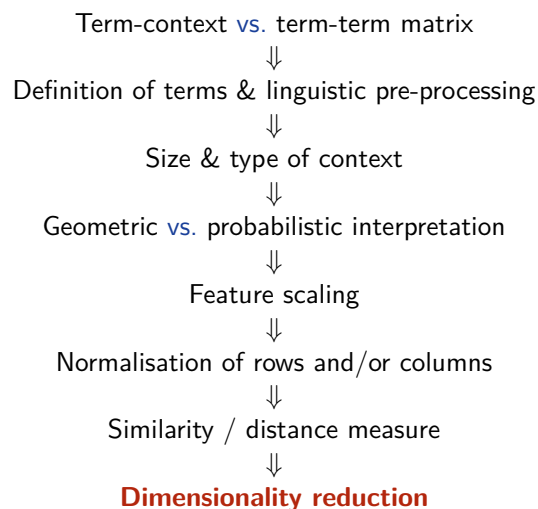 Term-context vs. term-term matrix
⇓
Definition of terms & linguistic pre-processing
⇓
Size & type of context
⇓
Geometric vs. probabilistic interpretation
⇓
Feature scaling
⇓
Normalisation of rows and/or columns
⇓
Similarity / distance measure
⇓
Dimensionality reduction